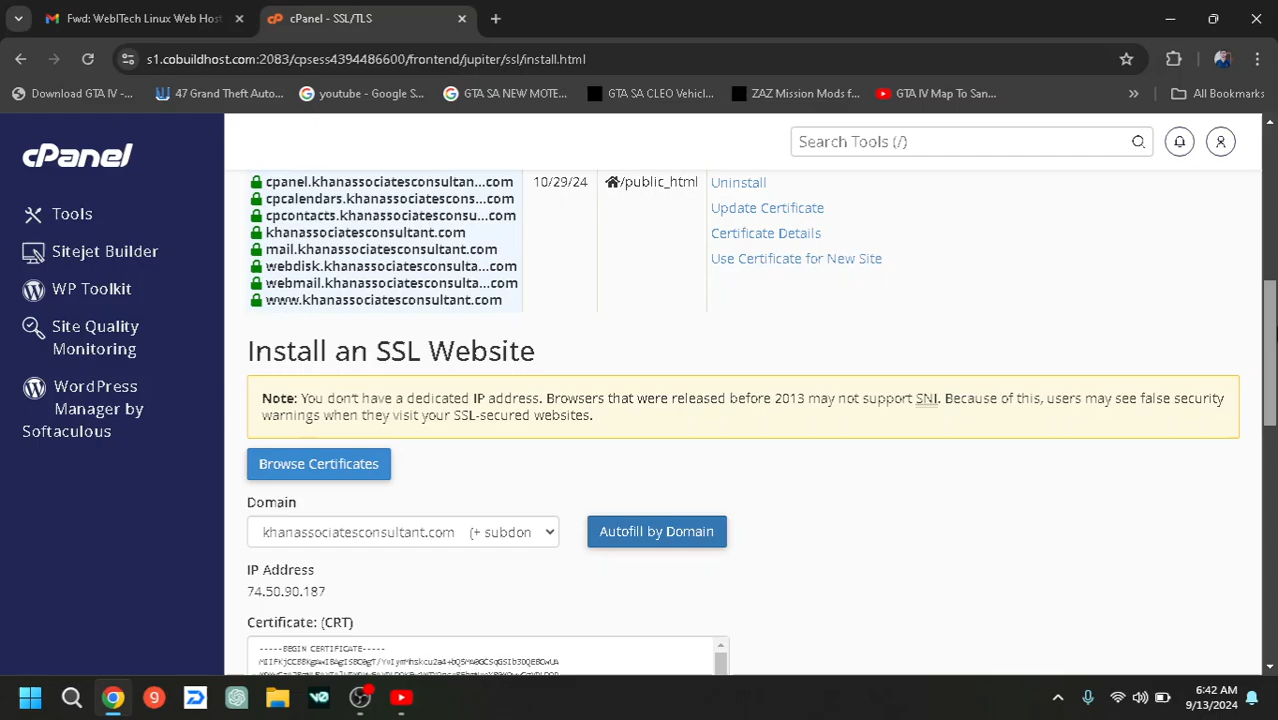 Fwd: WebITech Linux Web Host
cPanel - SSL/TLS
s1.cobuildhost.com:2083/cpsess4394486600/frontend/jupiter/ssl/install.html
Download GTA IV -...
47 Grand Theft Auto...
youtube - Google S...
GTA SA NEW MOTE...
GTA SA CLEO Vehicl...
ZAZ Mission Mods f...
GTA IV Map To San...
»
All Bookmarks
cPanel
Search Tools (/)
Tools
Sitejet Builder
WP Toolkit
Site Quality
Monitoring
WordPress
Manager by
Softaculous
cpanel.khanassociatesconsultan...com
cpcalendars.khanassociatescons...com
cpcontacts.khanassociatesconsu...com
khanassociatesconsultant.com
mail.khanassociatesconsultant.com
webdisk.khanassociatesconsulta...com
webmail.khanassociatesconsulta...com
www.khanassociatesconsultant.com
10/29/24
/public_html
Uninstall
Update Certificate
Certificate Details
Use Certificate for New Site
Install an SSL Website
Note: You don't have a dedicated IP address. Browsers that were released before 2013 may not support SNI. Because of this, users may see false security
warnings when they visit your SSL-secured websites.
Browse Certificates
Domain
khanassociatesconsultant.com (+ subdon
Autofill by Domain
IP Address
74.50.90.187
Certificate: (CRT)
-----BEGIN CERTIFICATE-----
6:42 AM
9/13/2024